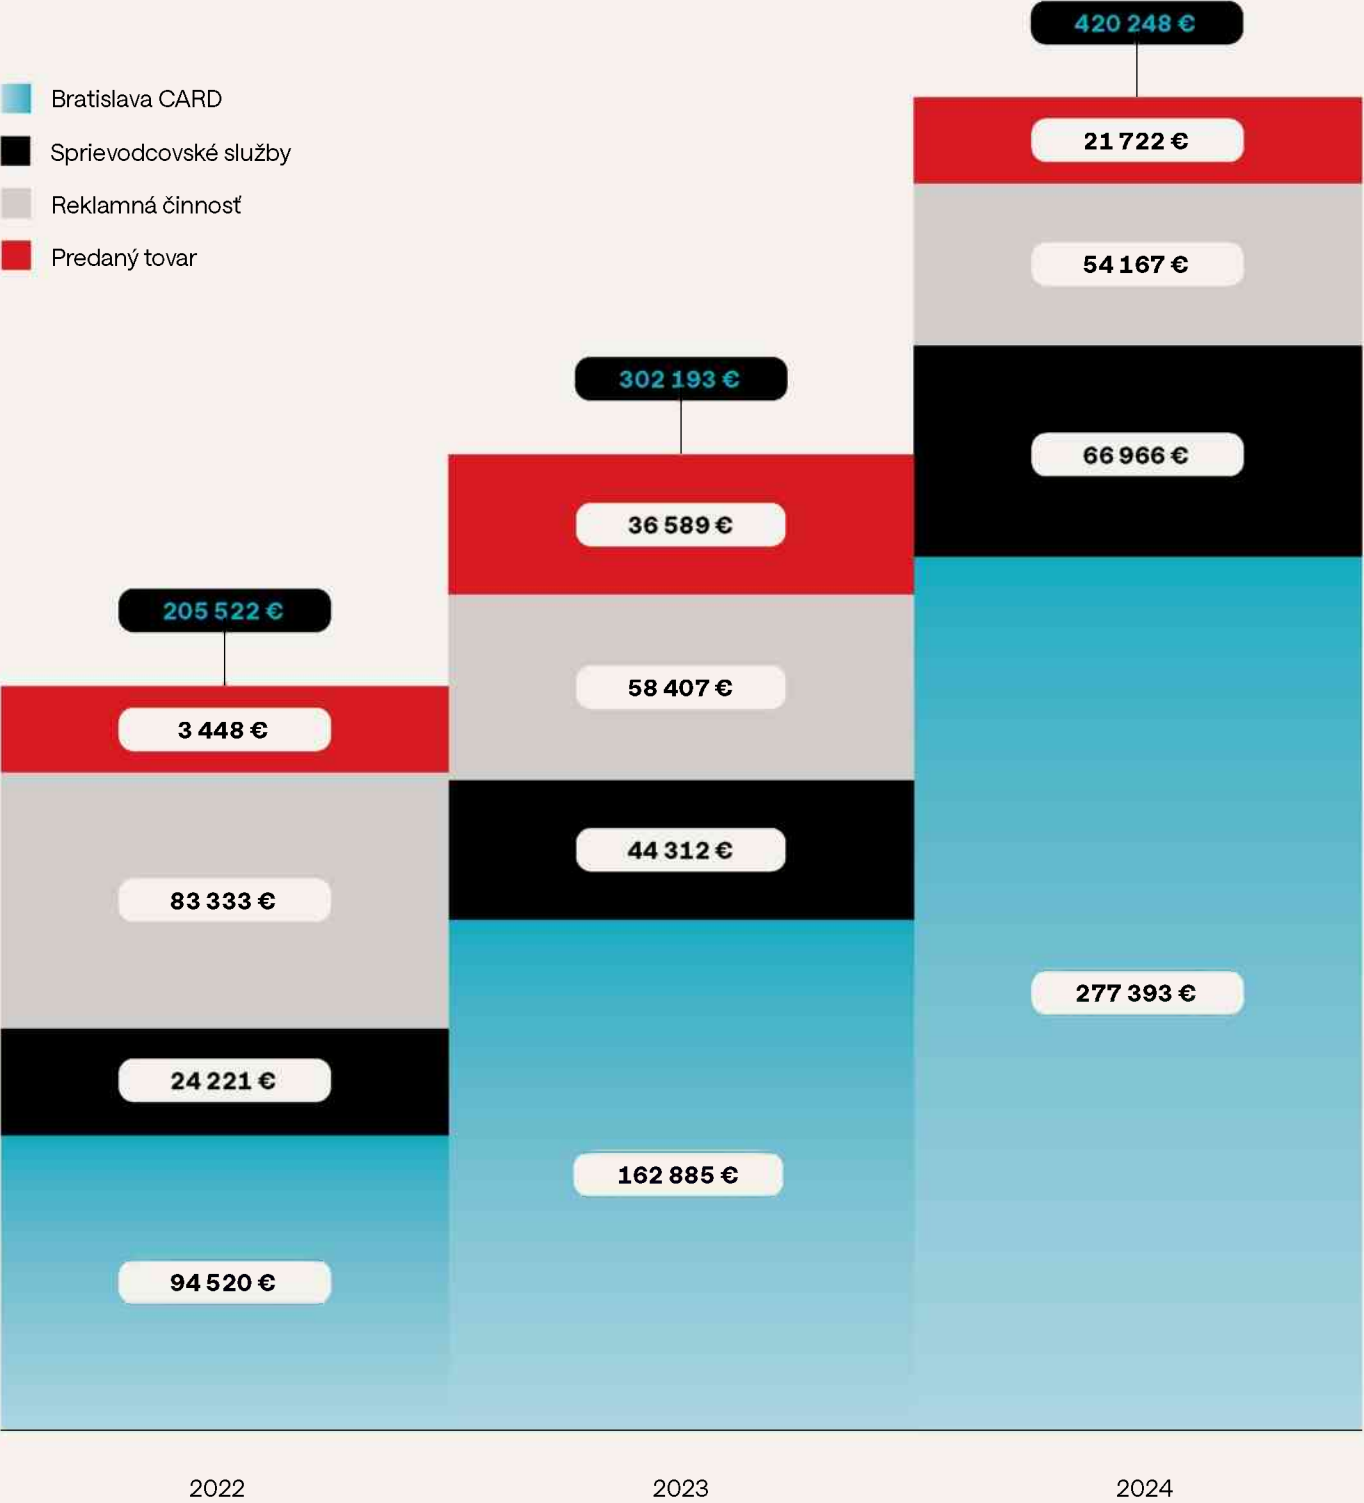 420 248 €
Bratislava CARD
Sprievodcovské služby
Reklamná činnosť
Predaný tovar
21 722 €
54 167 €
302 193 €
66 966 €
36 589 €
205 522 €
58 407 €
3 448 €
44 312 €
83 333 €
277 393 €
24 221 €
162 885 €
94 520 €
2022
2023
2024